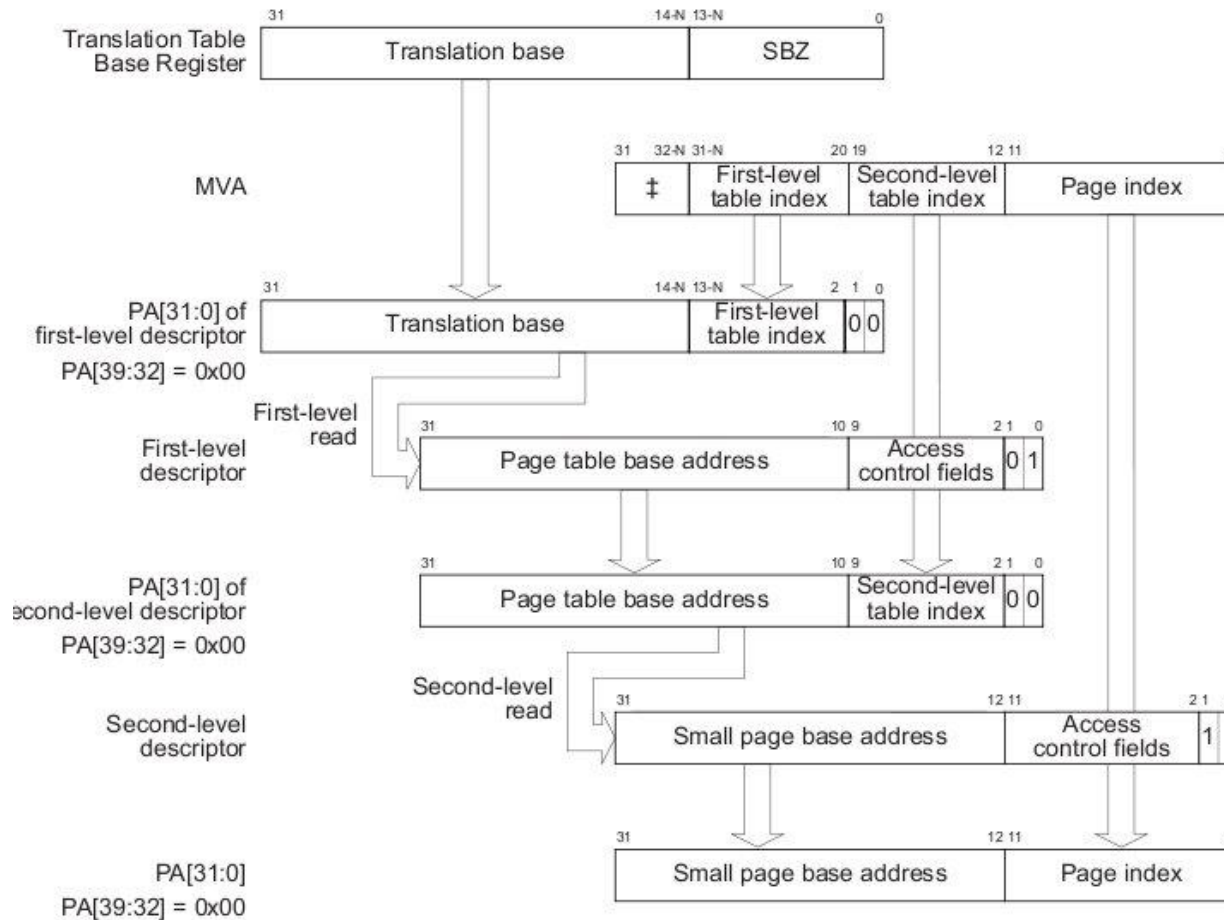 31 14-N 13-N 0
Translation Table
Base Register
Translation base SBZ
31 32-N 31-N 20 19 12 11
MVA
‡
First-level
table index
Second-level
table index
Page index
31 14-N 13-N 2 1 0
PA[31:0] of
first-level descriptor
PA[39:32] = 0x00
Translation base
First-level
table index
0 0
First-level
read
31 10 9 2 1 0
First-level
descriptor
Page table base address
Access
control fields
0 1
31 10 9 2 1 0
PA[31:0] of
econd-level descriptor
PA[39:32] = 0x00
Page table base address
Second-level
table index
0 0
Second-level
read
31 12 11 2 1
Second-level
descriptor
Small page base address
Access
control fields
1
31 12 11
PA[31:0]
PA[39:32] = 0x00
Small page base address
Page index